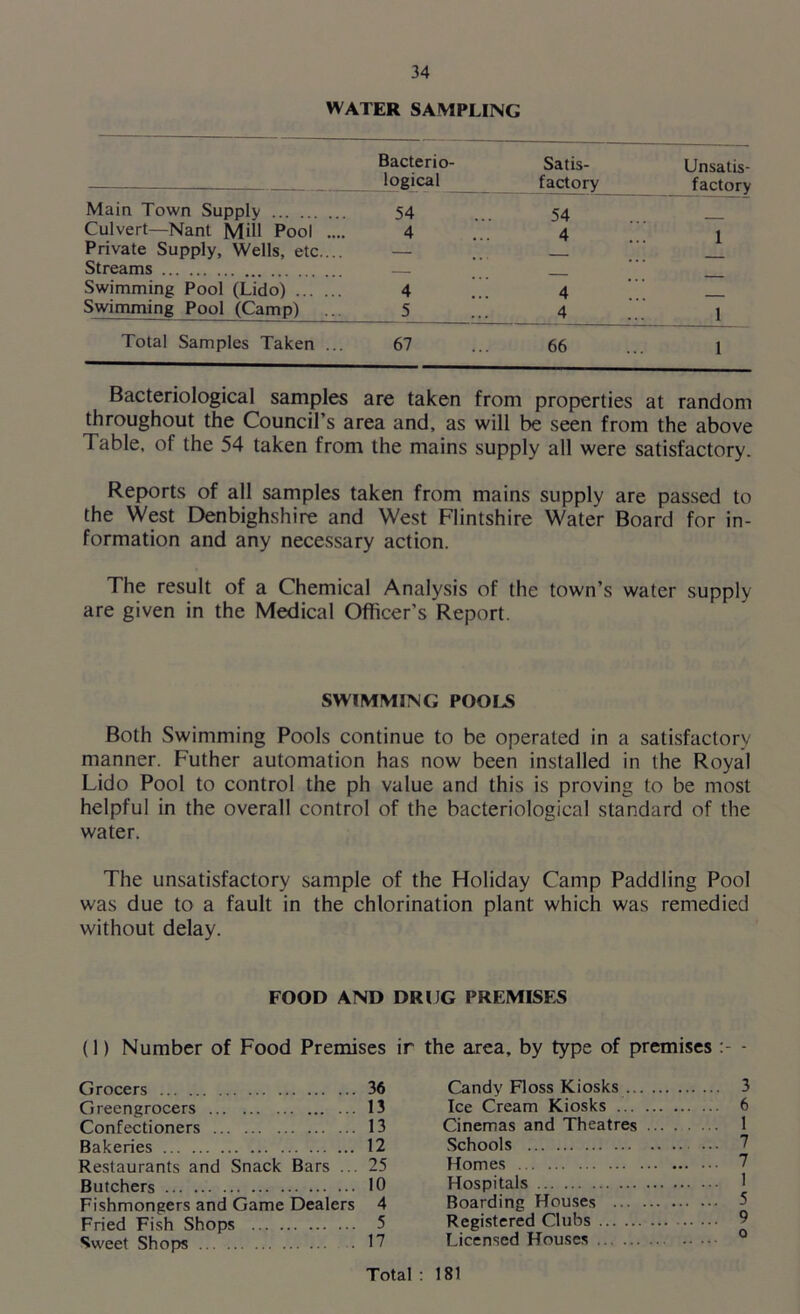 34
WATER SAMPLING
Bacterio- Satis- Unsatis-
logical factory factory
Main Town Supply ... ... ... 54 ... 54 —
Culvert—Nant Mill Pool .... 4 ... 4 ... 1
Private Supply, Wells, etc.... — ... — ... —
Streams ... ... ... ... ... ... ... — ... — ... —
Swimming Pool (Lido) ... ... 4 ... 4 ... —
Swimming Pool (Camp) ... 5 ... 4 ... 1
Total Samples Taken ... 67 ... 66 ... 1
Bacteriological samples are taken from properties at random
throughout the Council's area and, as will be seen from the above
Table, of the 54 taken from the mains supply all were satisfactory.
Reports of all samples taken from mains supply are passed to
the West Denbighshire and West Flintshire Water Board for in-
formation and any necessary action.
The result of a Chemical Analysis of the town's water supply
are given in the Medical Officer's Report.
SWIMMING POOLS
Both Swimming Pools continue to be operated in a satisfactory
manner. Futher automation has now been installed in the Royal
Lido Pool to control the ph value and this is proving to be most
helpful in the overall control of the bacteriological standard of the
water.
The unsatisfactory sample of the Holiday Camp Paddling Pool
was due to a fault in the chlorination plant which was remedied
without delay.
FOOD AND DRUG PREMISES
(1) Number of Food Premises in the area, by type of premises :- -
Grocers ... ... ... ... ... ... ... 36
Greengrocers ... ... ... ... ... 13
Confectioners ... ... ... ... ... 13
Bakeries ... ... ... ... ... ... ... 12
Restaurants and Snack Bars ... 25
Butchers ... ... ... ... ... ... ... 10
Fishmongers and Game Dealers 4
Fried Fish Shops ... ... ... ... 5
Sweet Shops ... ... ... ... ... . 17
Candy Floss Kiosks ... ... ... ... 3
Ice Cream Kiosks ... ... ... ... 6
Cinemas and Theatres ... ... ... 1
Schools ... ... ... ... ... ... ... 7
Homes ... ... ... ... ... ... ... 7
Hospitals ... ... ... ... ... ... ... 1
Boarding Houses ... ... ... ... 5
Registered Clubs ... ... ... ... ... 9
Licensed Houses ... ... ... ... ...
Total : 181